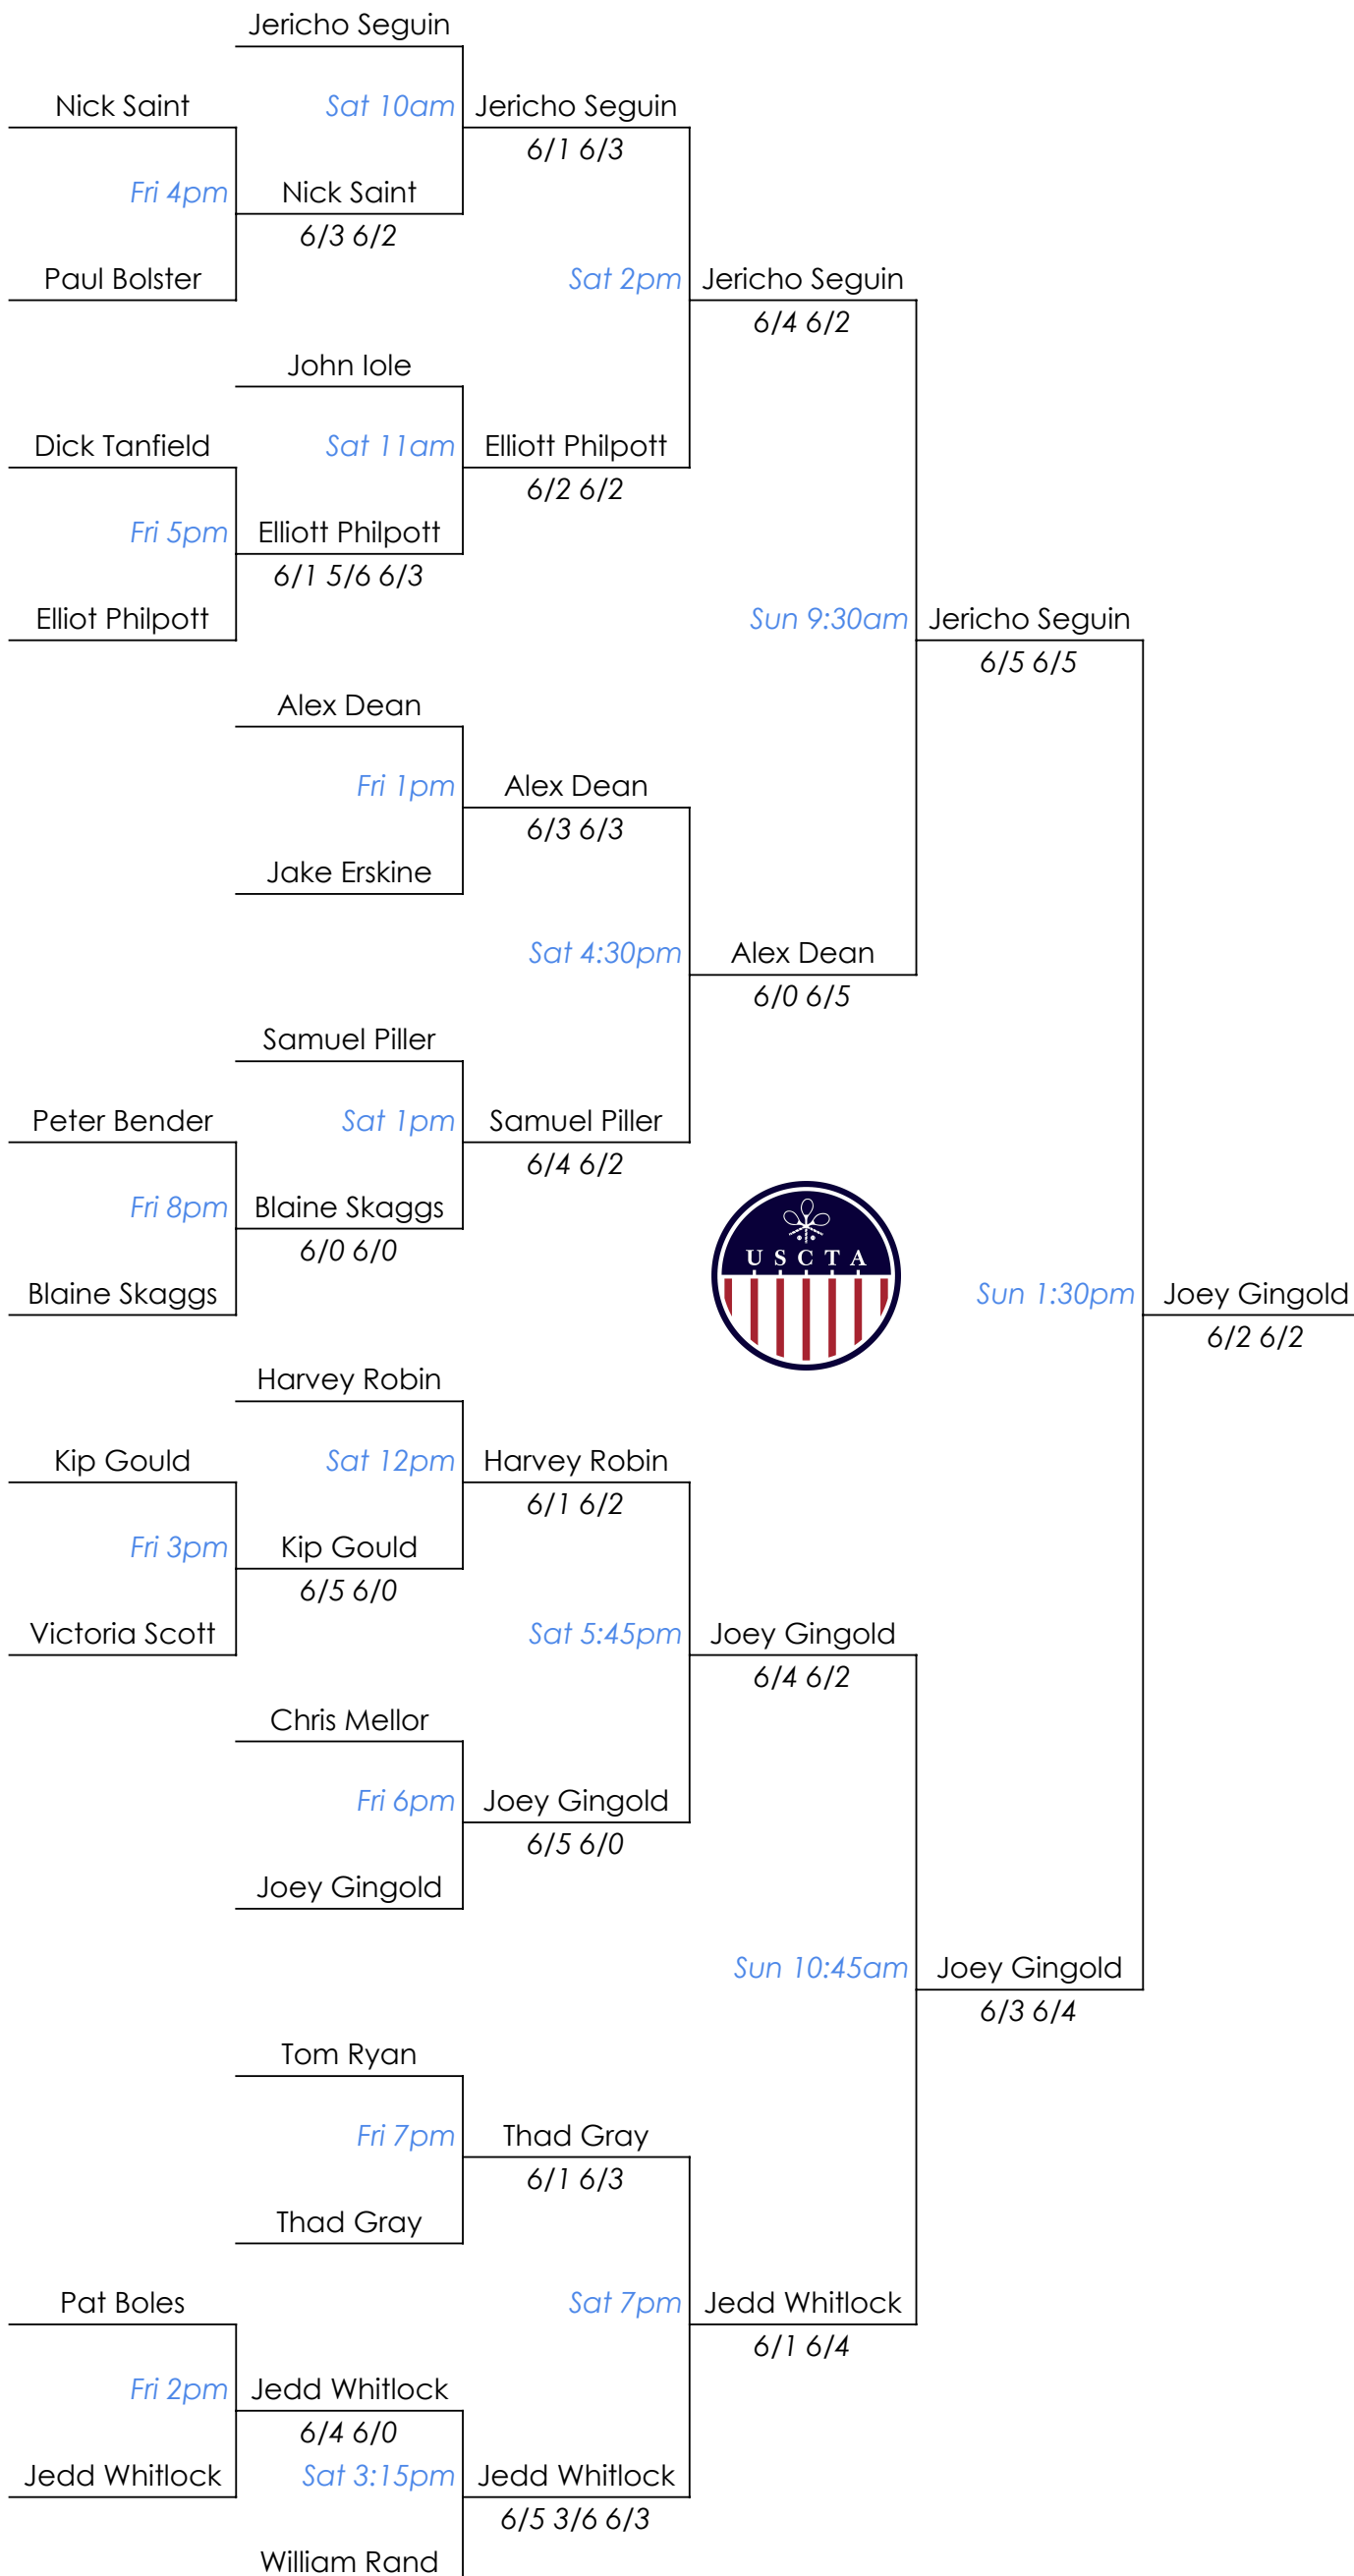 Jericho Seguin
Nick Saint
Sat 10am
Jericho Seguin
6/1 6/3
Fri 4pm
Nick Saint
6/3 6/2
Paul Bolster
Sat 2pm
Jericho Seguin
6/4 6/2
John Iole
Dick Tanfield
Sat 11am
Elliott Philpott
6/2 6/2
Fri 5pm
Elliott Philpott
6/1 5/6 6/3
Elliot Philpott
Sun 9:30am
Jericho Seguin
6/5 6/5
Alex Dean
Fri 1pm
Alex Dean
6/3 6/3
Jake Erskine
Sat 4:30pm
Alex Dean
6/0 6/5
Samuel Piller
Peter Bender
Sat 1pm
Samuel Piller
6/4 6/2
Fri 8pm
Blaine Skaggs
6/0 6/0
USCTA
Blaine Skaggs
Sun 1:30pm
Joey Gingold
6/2 6/2
Harvey Robin
Kip Gould
Sat 12pm
Harvey Robin
6/1 6/2
Fri 3pm
Kip Gould
6/5 6/0
Victoria Scott
Sat 5:45pm
Joey Gingold
6/4 6/2
Chris Mellor
Fri 6pm
Joey Gingold
6/5 6/0
Joey Gingold
Sun 10:45am
Joey Gingold
6/3 6/4
Tom Ryan
Fri 7pm
Thad Gray
6/1 6/3
Thad Gray
Pat Boles
Sat 7pm
Jedd Whitlock
6/1 6/4
Fri 2pm
Jedd Whitlock
6/4 6/0
Jedd Whitlock
Sat 3:15pm
Jedd Whitlock
6/5 3/6 6/3
William Rand